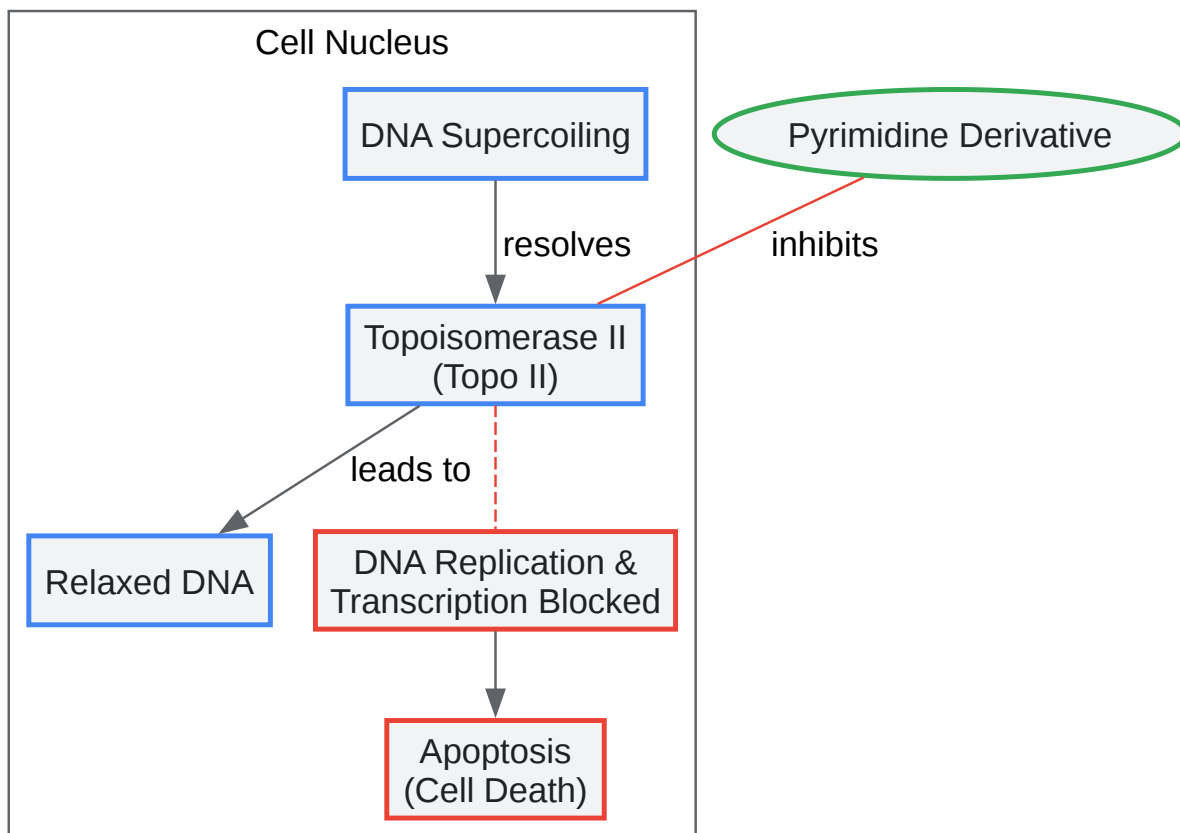 Cell Nucleus
DNA Supercoiling
Pyrimidine Derivative
resolves
inhibits
Topoisomerase II
(Topo II)
leads to
Relaxed DNA
DNA Replication &
Transcription Blocked
Apoptosis
(Cell Death)